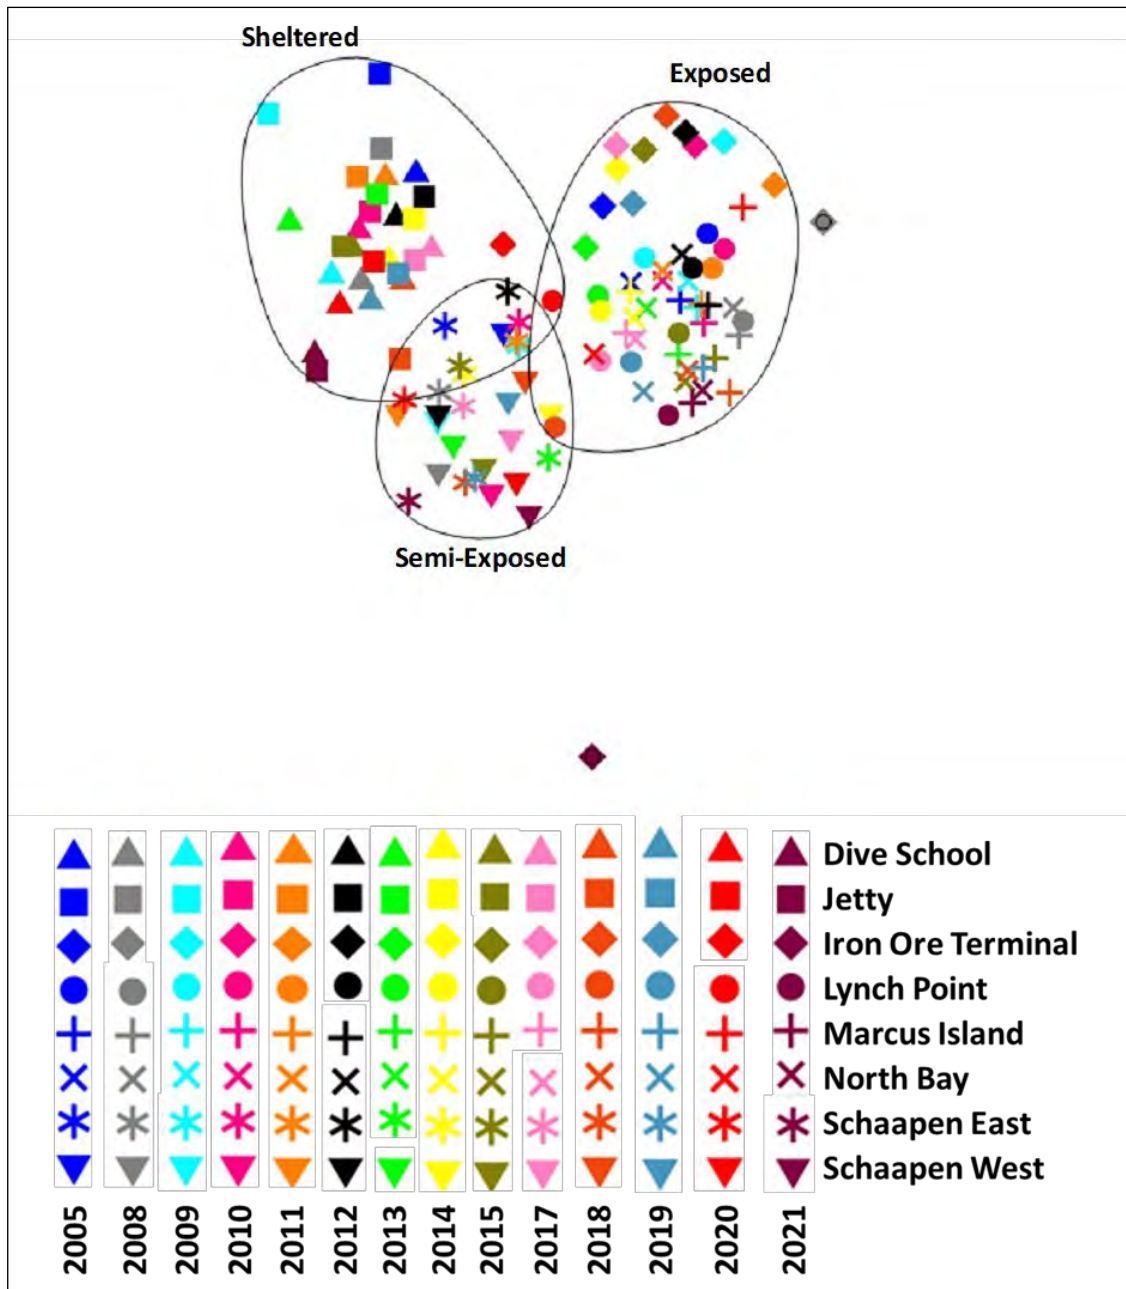 Sheltered
Exposed
Semi-Exposed
Dive School
Jetty
Iron Ore Terminal
Lynch Point
Marcus Island
North Bay
Schaapen East
Schaapen West
2005 2008 2009 2010 2011 2012 2013 2014 2015 2017 2018 2019 2020 2021